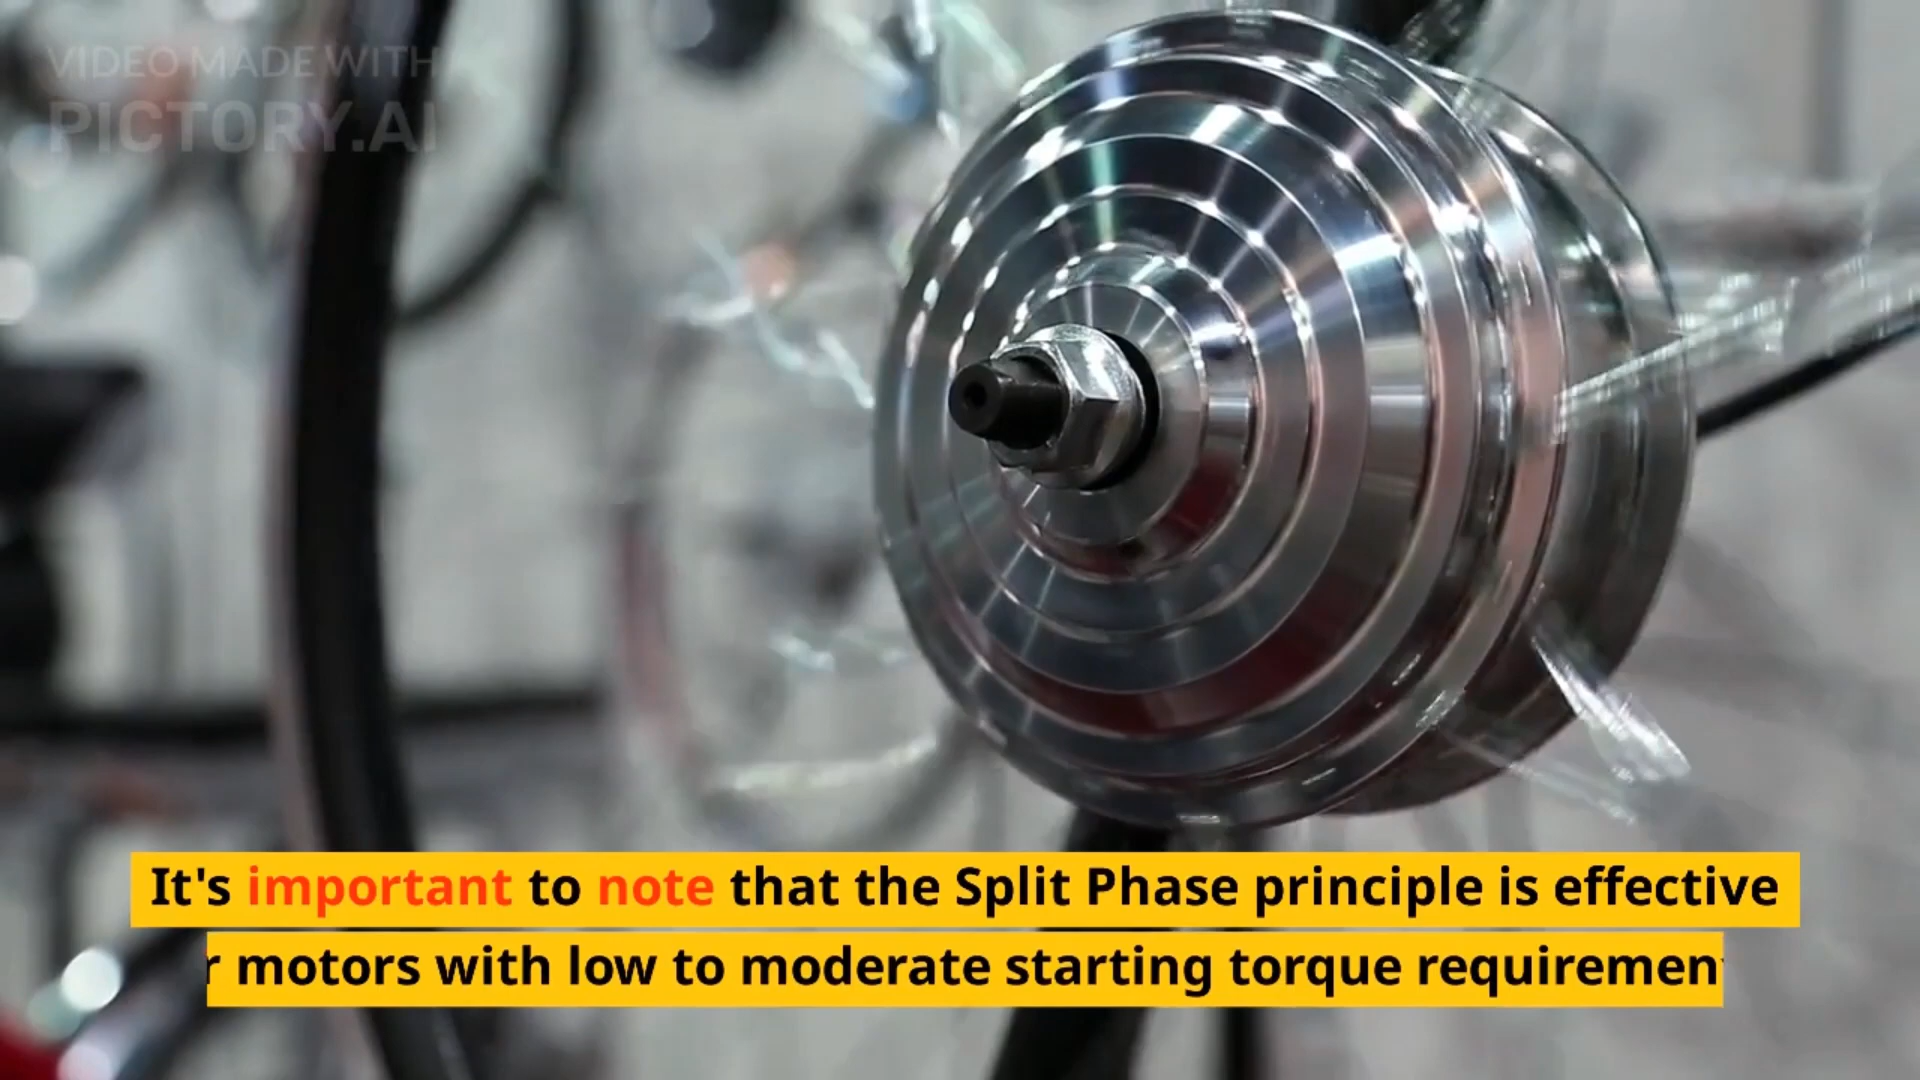 VIDEO MADE WITH
PICTORY.AI
It's important to note that the Split Phase principle is effective
r motors with low to moderate starting torque requiremen